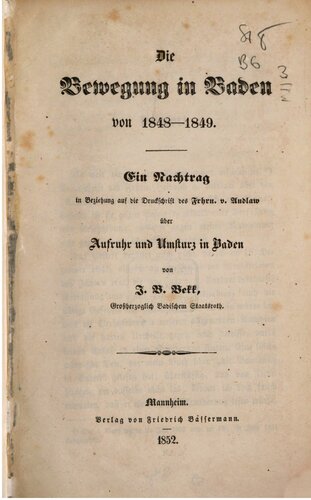 Die
Bewegung in Baden
von 1848—1849.
Ein Nachtrag
in Beziehung auf die Druckschrift des Frhrn. v. Andlaw
über
Aufruhr und Umsturz in Baden
von
J. B. Bekk,
Großherzoglich Badischem Staatsrath.
Mannheim.
Verlag von Friedrich Bassermann.
1852.